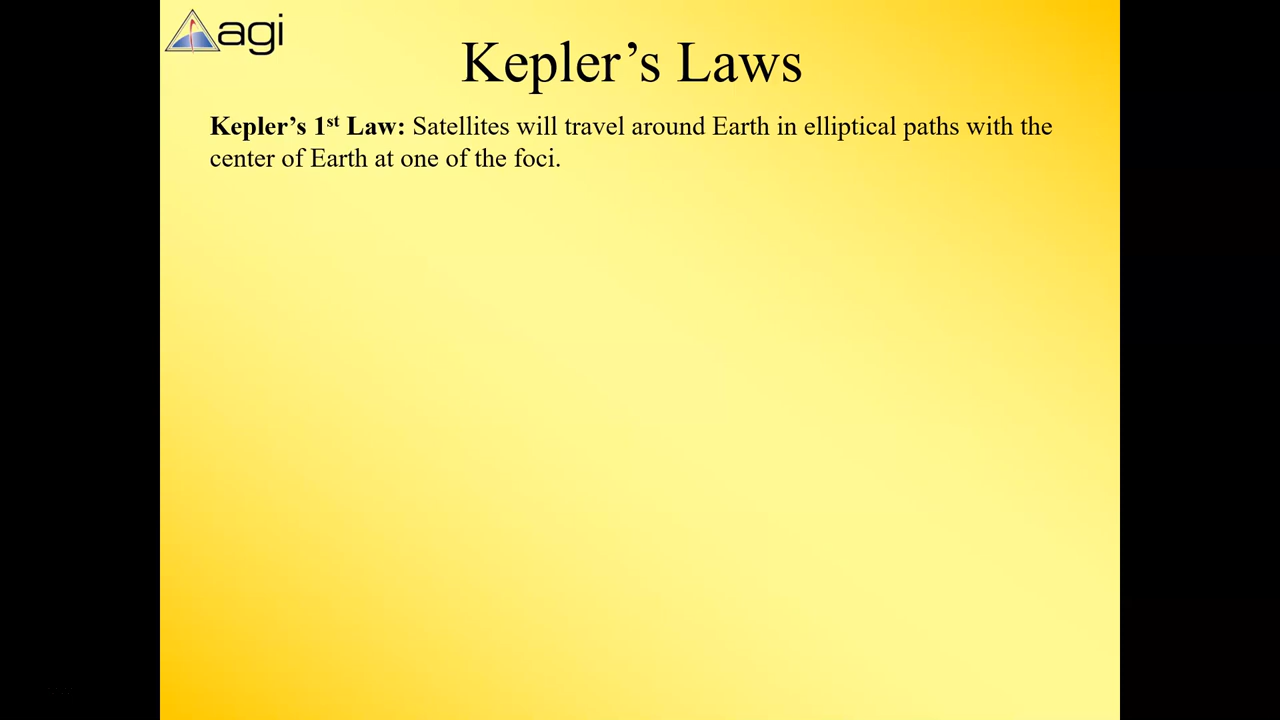 agi
Kepler’s Laws
Kepler’s 1st Law: Satellites will travel around Earth in elliptical paths with the
center of Earth at one of the foci.